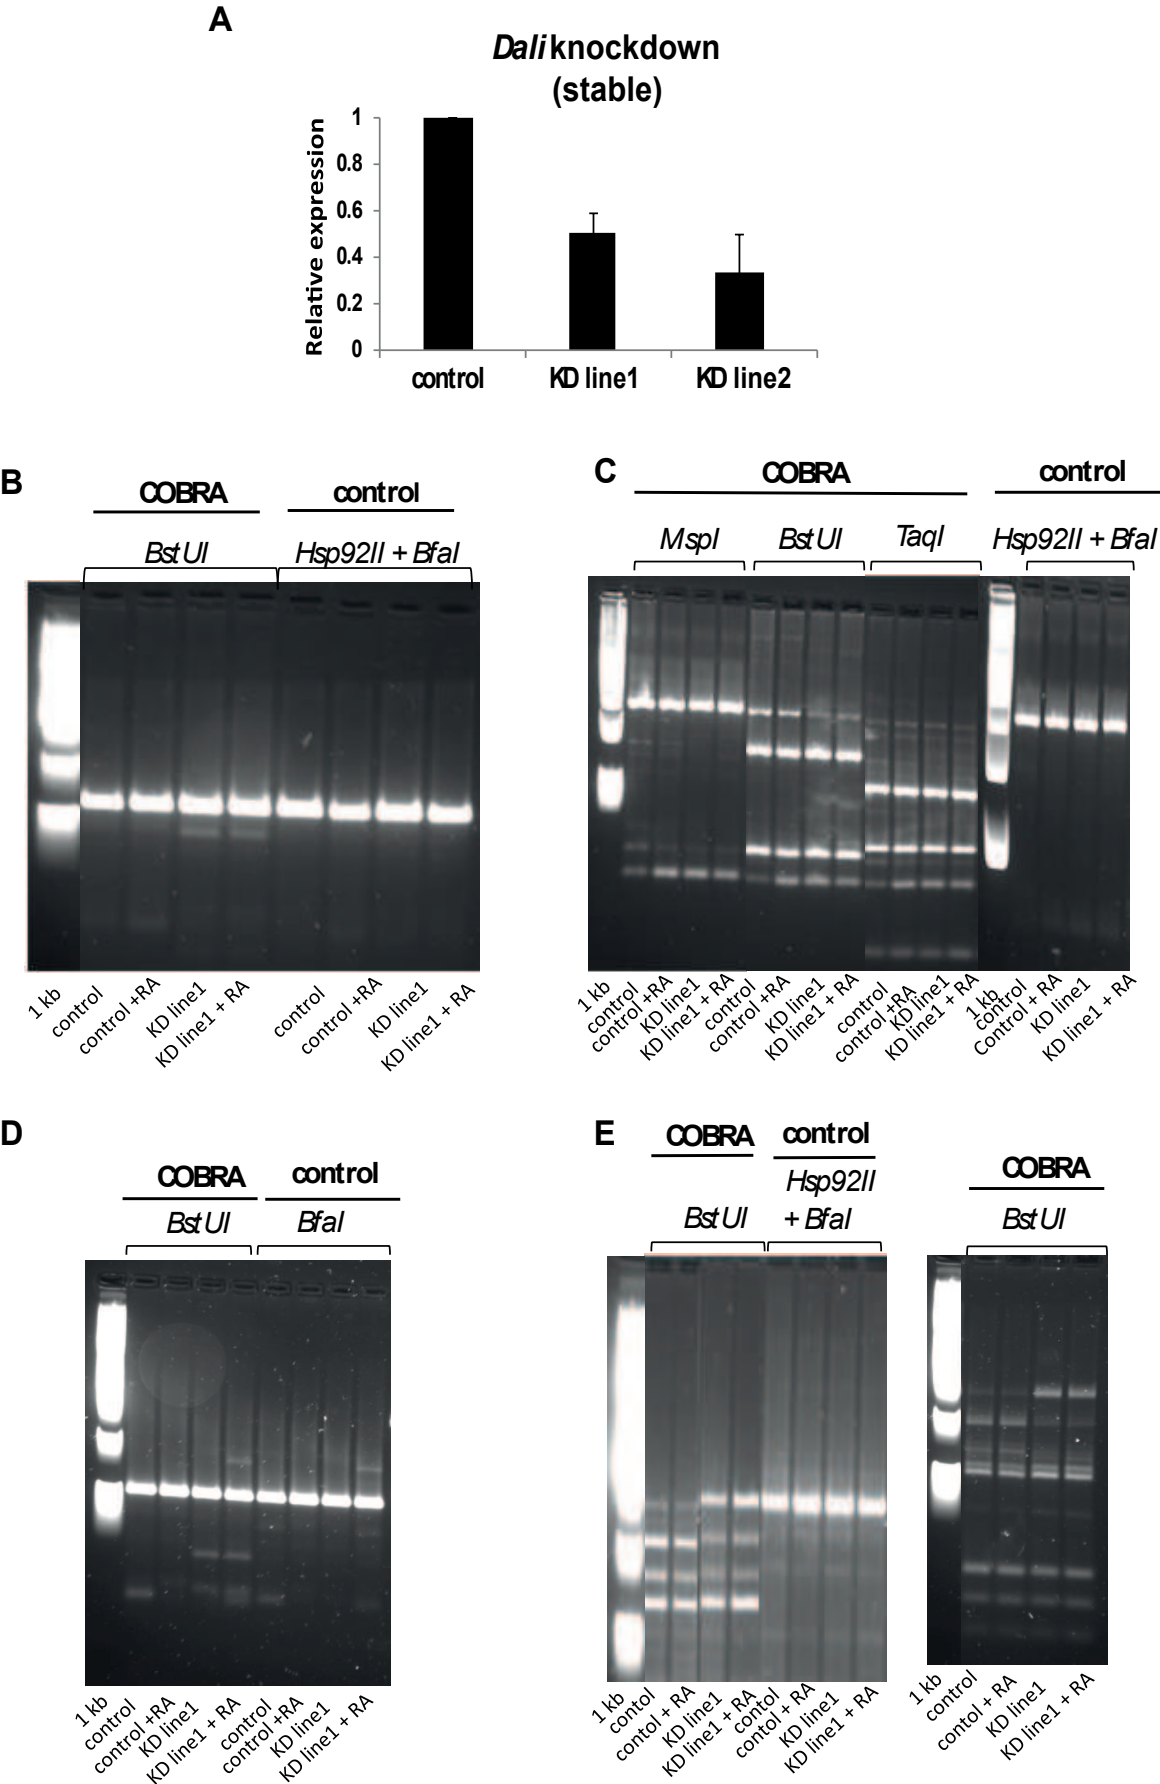 A
Dali knockdown
(stable)
Relative expression
1
0.8
0.6
0.4
0.2
0
control
KD line1
KD line2
B
COBRA
control
BstUI
Hsp92II + BfaI
1 kb
control
control +RA
KD line1
KD line1 + RA
control
control +RA
KD line1
KD line1 + RA
C
COBRA
control
MspI
BstUI
TaqI
Hsp92II + BfaI
1 kb
control
control +RA
KD line1
KD line1 + RA
control
control +RA
KD line1
KD line1 + RA
control
control +RA
KD line1
KD line1 + RA
1 kb
control
Control + RA
KD line1
KD line1 + RA
D
COBRA
control
BstUI
BfaI
1 kb
control
control +RA
KD line1
KD line1 + RA
control
control +RA
KD line1
KD line1 + RA
E
COBRA
control
Hsp92II
BstUI
+ BfaI
1 kb
control
contol + RA
KD line1
KD line1 + RA
control
contol + RA
KD line1
KD line1 + RA
COBRA
BstUI
1 kb
control
contol + RA
KD line1
KD line1 + RA